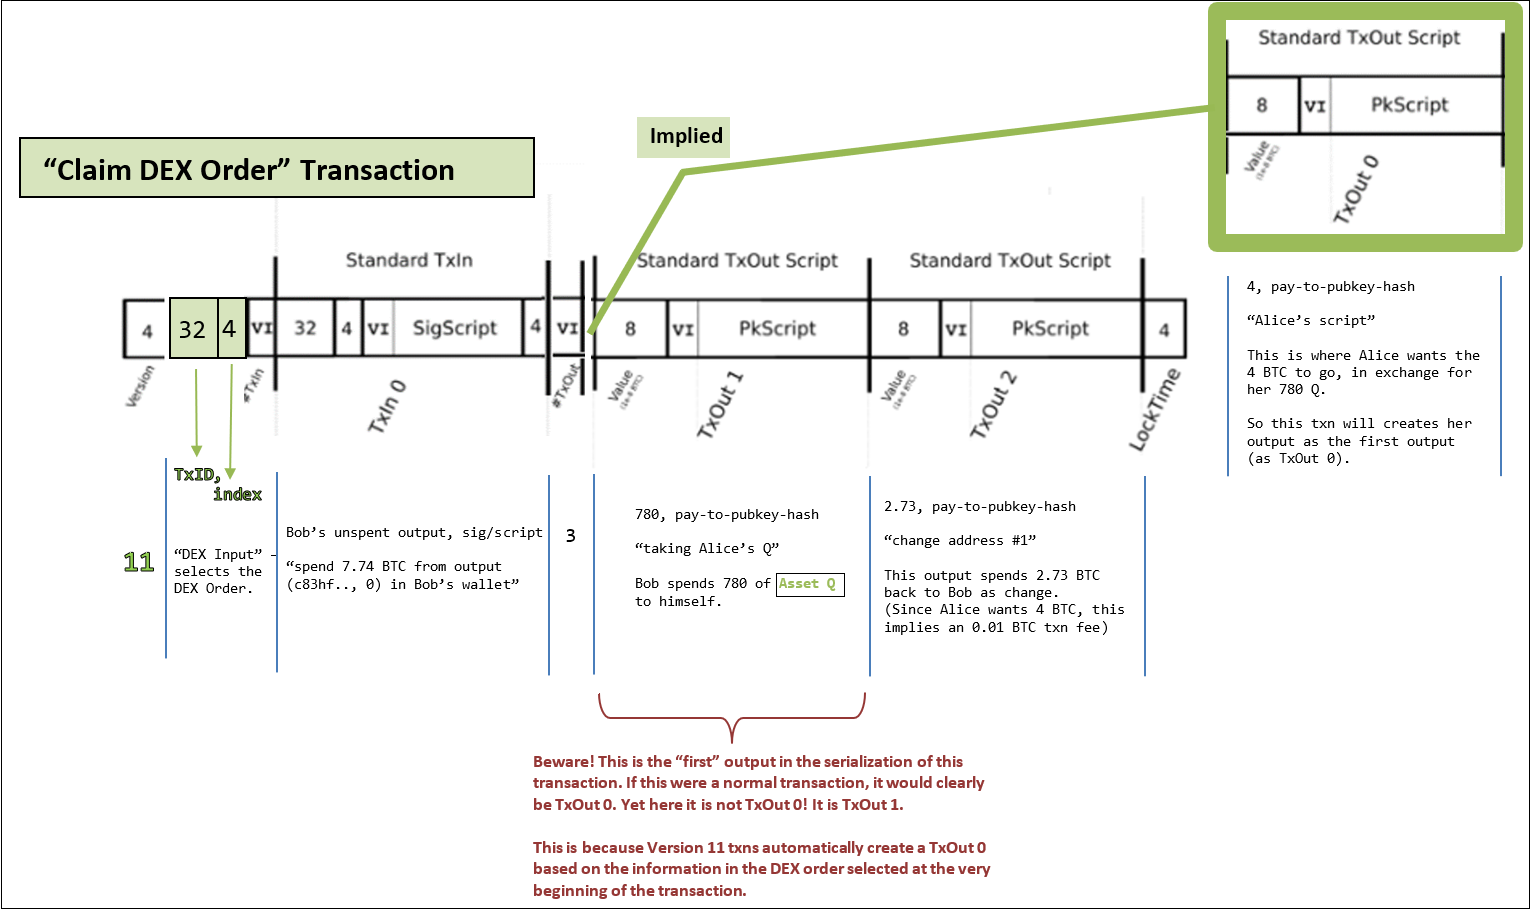 Standard TxOut Script
8 VI PkScript
Value
(1e-8 BTC)
TxOut 0
Implied
“Claim DEX Order” Transaction
Standard TxIn
Standard TxOut Script
Standard TxOut Script
4 32 4 VI 32 4 VI SigScript 4 VI 8 VI PkScript 8 VI PkScript 4
Version
#TxIn
TxIn 0
#TxOut
Value
(1e-8 BTC)
TxOut 1
Value
(1e-8 BTC)
TxOut 2
LockTime
4, pay-to-pubkey-hash
“Alice’s script”
This is where Alice wants the
4 BTC to go, in exchange for
her 780 Q.
So this txn will creates her
output as the first output
(as TxOut 0).
TxID,
index
11
“DEX Input” –
selects the
DEX Order.
Bob’s unspent output, sig/script
“spend 7.74 BTC from output
(c83hf.., 0) in Bob’s wallet”
3
780, pay-to-pubkey-hash
“taking Alice’s Q”
Bob spends 780 of Asset Q
to himself.
2.73, pay-to-pubkey-hash
“change address #1”
This output spends 2.73 BTC
back to Bob as change.
(Since Alice wants 4 BTC, this
implies an 0.01 BTC txn fee)
Beware! This is the “first” output in the serialization of this
transaction. If this were a normal transaction, it would clearly
be TxOut 0. Yet here it is not TxOut 0! It is TxOut 1.
This is because Version 11 txns automatically create a TxOut 0
based on the information in the DEX order selected at the very
beginning of the transaction.